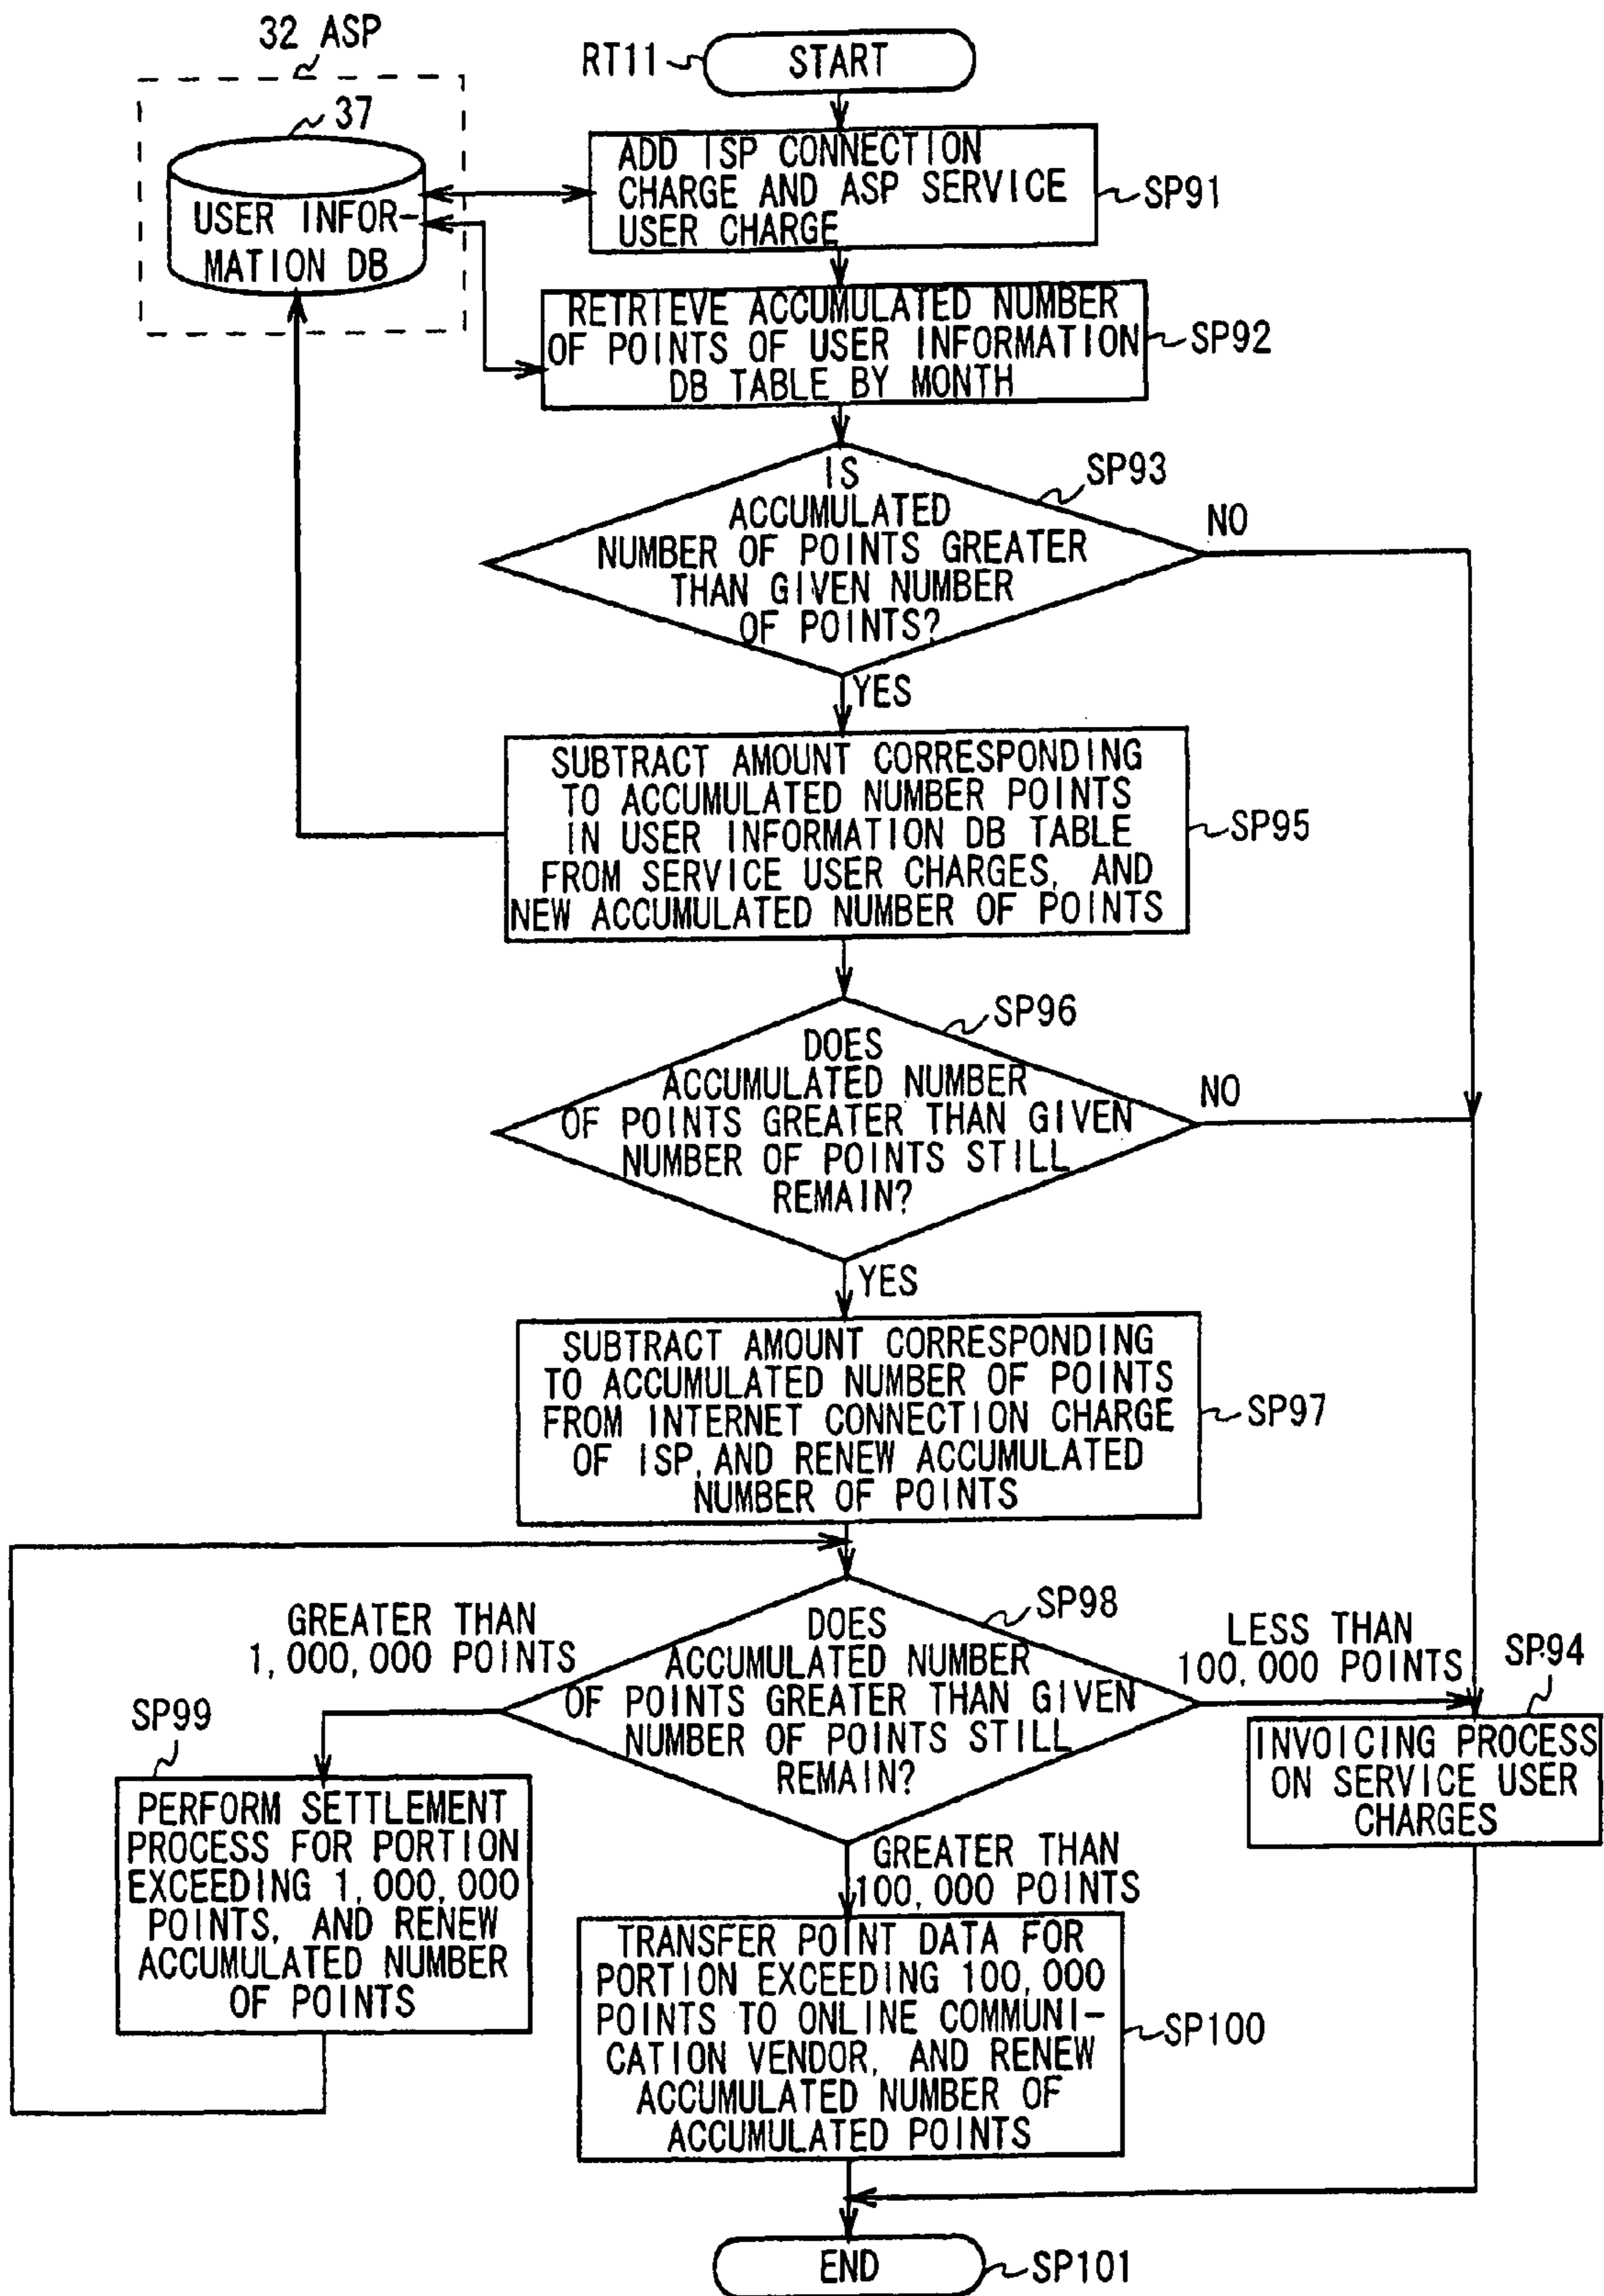 32 ASP
RT11
START
37
USER INFOR-
MATION DB
ADD ISP CONNECTION
CHARGE AND ASP SERVICE
USER CHARGE
SP91
RETRIEVE ACCUMULATED NUMBER
OF POINTS OF USER INFORMATION
DB TABLE BY MONTH
SP92
IS
ACCUMULATED
NUMBER OF POINTS GREATER
THAN GIVEN NUMBER
OF POINTS?
SP93
NO
YES
SUBTRACT AMOUNT CORRESPONDING
TO ACCUMULATED NUMBER POINTS
IN USER INFORMATION DB TABLE
FROM SERVICE USER CHARGES, AND
NEW ACCUMULATED NUMBER OF POINTS
SP95
DOES
ACCUMULATED NUMBER
OF POINTS GREATER THAN GIVEN
NUMBER OF POINTS STILL
REMAIN?
SP96
NO
YES
SUBTRACT AMOUNT CORRESPONDING
TO ACCUMULATED NUMBER OF POINTS
FROM INTERNET CONNECTION CHARGE
OF ISP, AND RENEW ACCUMULATED
NUMBER OF POINTS
SP97
DOES
ACCUMULATED NUMBER
OF POINTS GREATER THAN GIVEN
NUMBER OF POINTS STILL
REMAIN?
SP98
GREATER THAN
1,000,000 POINTS
LESS THAN
100,000 POINTS
SP94
INVOICING PROCESS
ON SERVICE USER
CHARGES
SP99
PERFORM SETTLEMENT
PROCESS FOR PORTION
EXCEEDING 1,000,000
POINTS, AND RENEW
ACCUMULATED NUMBER
OF POINTS
GREATER THAN
100,000 POINTS
TRANSFER POINT DATA FOR
PORTION EXCEEDING 100,000
POINTS TO ONLINE COMMUNI-
CATION VENDOR, AND RENEW
ACCUMULATED NUMBER OF
ACCUMULATED POINTS
SP100
END
SP101